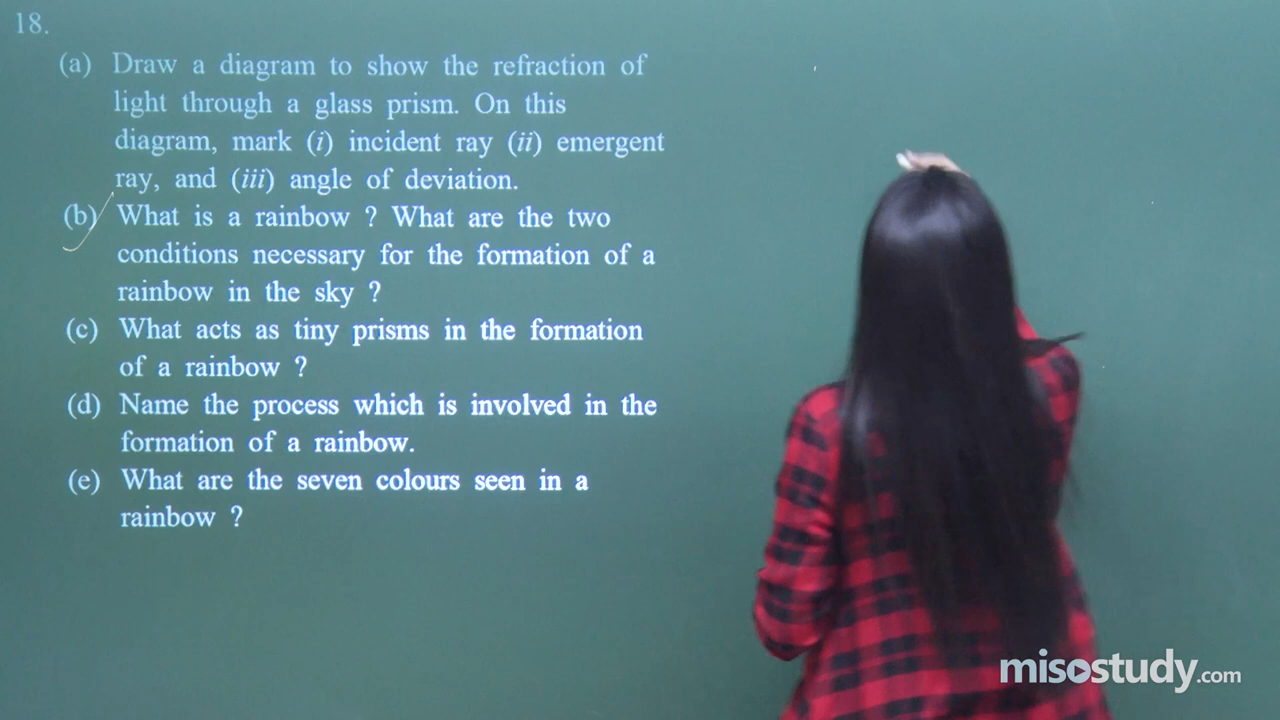 18.
(a) Draw a diagram to show the refraction of
light through a glass prism. On this
diagram, mark (i) incident ray (ii) emergent
ray, and (iii) angle of deviation.
(b) What is a rainbow ? What are the two
conditions necessary for the formation of a
rainbow in the sky ?
(c) What acts as tiny prisms in the formation
of a rainbow ?
(d) Name the process which is involved in the
formation of a rainbow.
(e) What are the seven colours seen in a
rainbow ?
misostudy.com